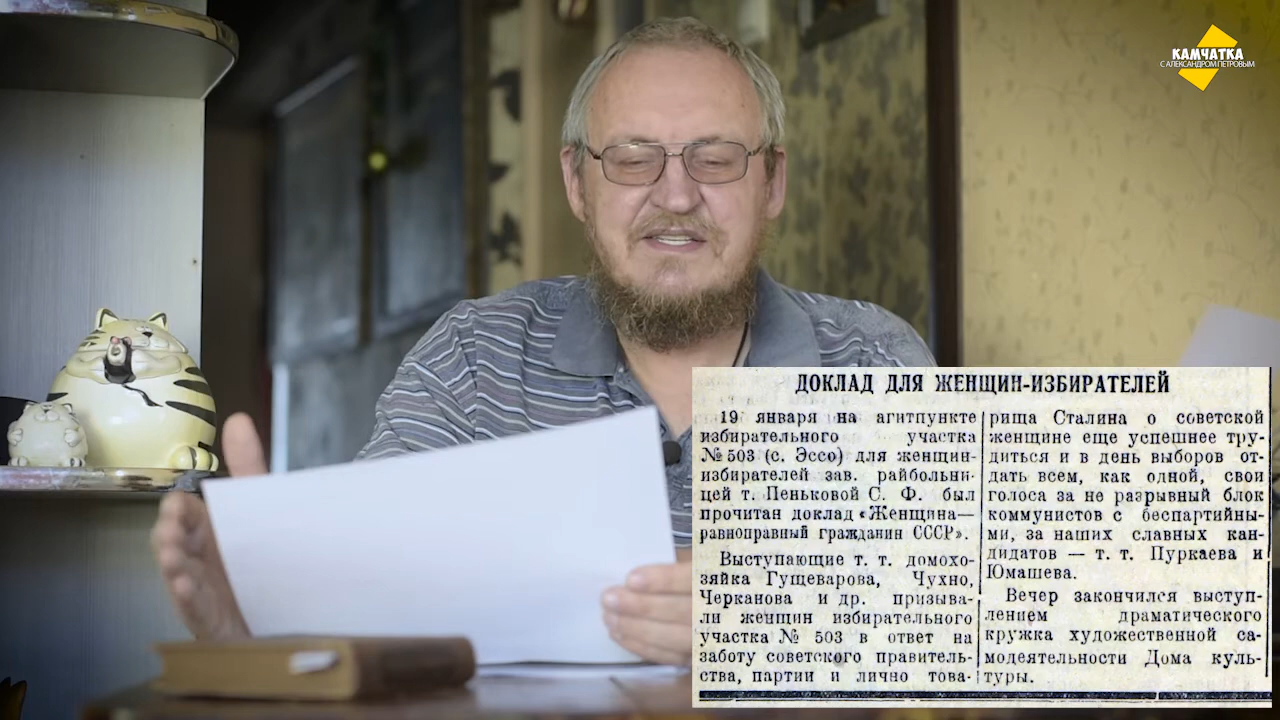 КАМЧАТКА
С АЛЕКСАНДРОМ ПЕТРОВЫМ
ДОКЛАД ДЛЯ ЖЕНЩИН-ИЗБИРАТЕЛЕЙ
19 января на агитпункте
избирательного участка
№ 503 (с. Эссо) для женщин-
избирателей зав. райбольни-
цей т. Пеньковой С. Ф. был
прочитан доклад «Женщина—
равноправный гражданин СССР».
Выступающие т. т. домохо-
зяйка Гущеварова, Чухно,
Черканова и др. призыва-
ли женщин избирательного
участка № 503 в ответ на
заботу советского правитель-
ства, партии и лично това-
рища Сталина о советской
женщине еще успешнее тру-
диться и в день выборов от-
дать всем, как одной, свои
голоса за не разрывный блок
коммунистов с беспартийны-
ми, за наших славных кан-
дидатов — т. т. Пуркаева и
Юмашева.
Вечер закончился выступ-
лением драматического
кружка художественной са-
модеятельности Дома куль-
туры.